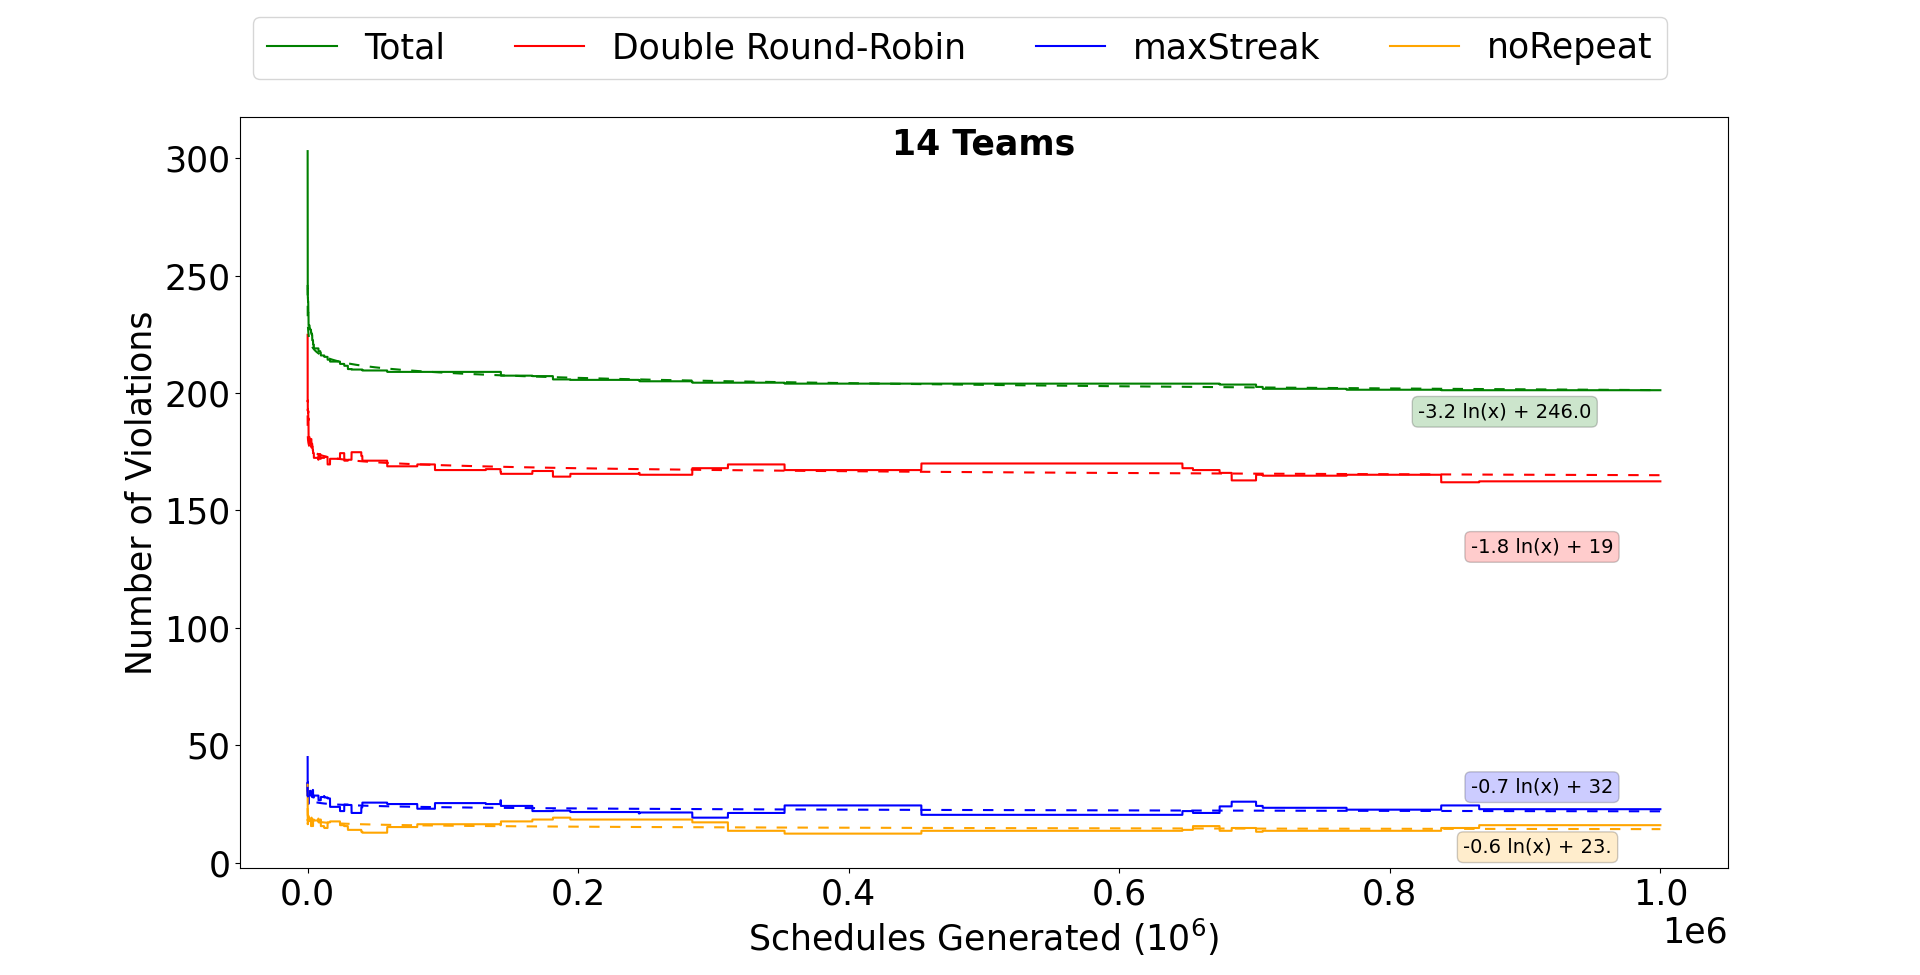 Total Double Round-Robin maxStreak noRepeat
14 Teams
300
250
200
150
100
50
0
Number of Violations
-3.2 ln(x) + 246.0
-1.8 ln(x) + 19
-0.7 ln(x) + 32
-0.6 ln(x) + 23.
0.0 0.2 0.4 0.6 0.8 1.0
1e6
Schedules Generated (10⁶)